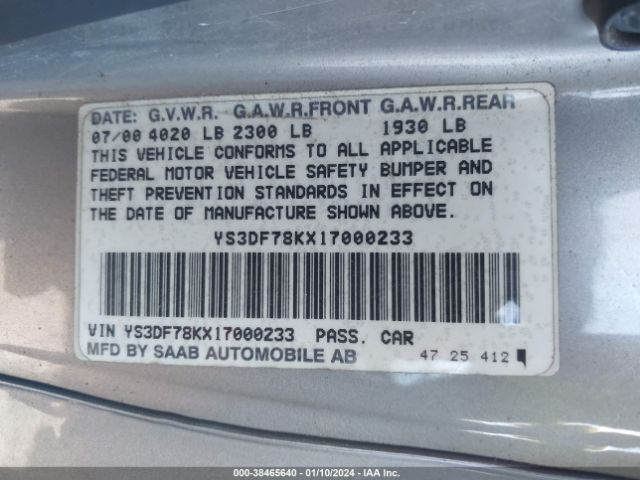 DATE: G.V.W.R. G.A.W.R.FRONT G.A.W.R.REAR
07/00 4020 LB 2300 LB 1930 LB
THIS VEHICLE CONFORMS TO ALL APPLICABLE
FEDERAL MOTOR VEHICLE SAFETY BUMPER AND
THEFT PREVENTION STANDARDS IN EFFECT ON
THE DATE OF MANUFACTURE SHOWN ABOVE.
YS3DF78KX17000233
VIN YS3DF78KX17000233 PASS. CAR
MFD BY SAAB AUTOMOBILE AB 47 25 412
000-38465640 - 01/10/2024 - IAA Inc.